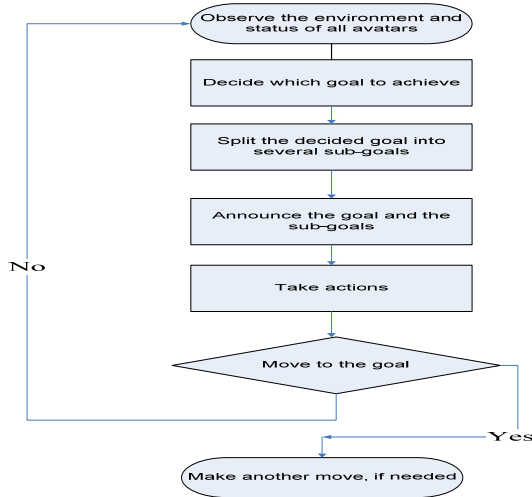 Observe the environment and
status of all avatars
Decide which goal to achieve
Split the decided goal into
several sub-goals
Announce the goal and the
sub-goals
No
Take actions
Move to the goal
Yes
Make another move, if needed